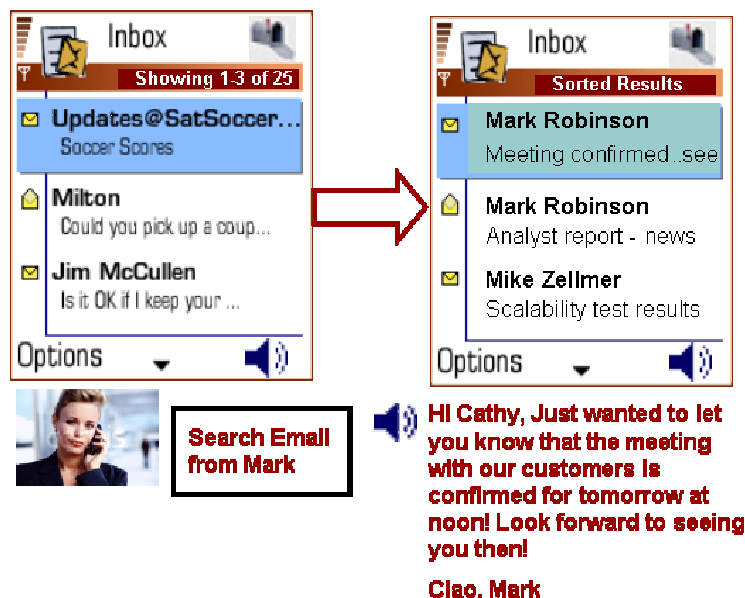 Inbox
Showing 1-3 of 25
Updates@SatSoccer...
Soccer Scores
Milton
Could you pick up a coup...
Jim McCullen
Is it OK if I keep your ...
Options
Inbox
Sorted Results
Mark Robinson
Meeting confirmed..see
Mark Robinson
Analyst report - news
Mike Zellmer
Scalability test results
Options
Search Email
from Mark
Hi Cathy, Just wanted to let
you know that the meeting
with our customers is
confirmed for tomorrow at
noon! Look forward to seeing
you then!
Ciao, Mark